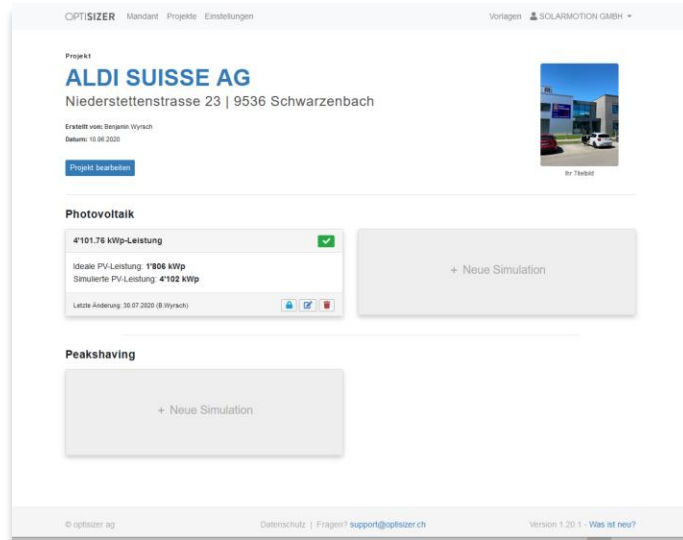 OPTISIZER Mandant Projekte Einstellungen Vorlagen SOLARMOTION GMBH
Projekt
ALDI SUISSE AG
Niederstettenstrasse 23 | 9536 Schwarzenbach
Erstellt von: Benjamin Wyrsch
Datum: 10.06.2020
Projekt bearbeiten
Ihr Titelbild
Photovoltaik
4'101.76 kWp-Leistung
Ideale PV-Leistung: 1'806 kWp
Simulierte PV-Leistung: 4'102 kWp
Letzte Änderung: 30.07.2020 (B.Wyrsch)
+ Neue Simulation
Peakshaving
+ Neue Simulation
© optisizer ag Datenschutz | Fragen? support@optisizer.ch Version 1.20.1 - Was ist neu?